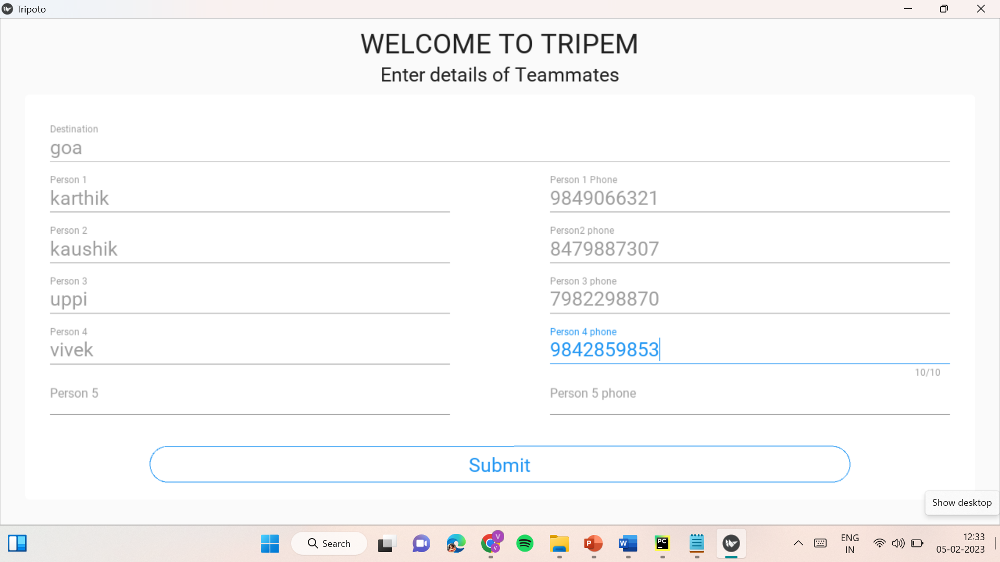 Tripoto
WELCOME TO TRIPEM
Enter details of Teammates
Destination
goa
Person 1
karthik
Person 1 Phone
9849066321
Person 2
kaushik
Person2 phone
8479887307
Person 3
uppi
Person 3 phone
7982298870
Person 4
vivek
Person 4 phone
9842859853
10/10
Person 5
Person 5 phone
Submit
Show desktop
Search
V
V
P
W
PC
ENG
IN
12:33
05-02-2023